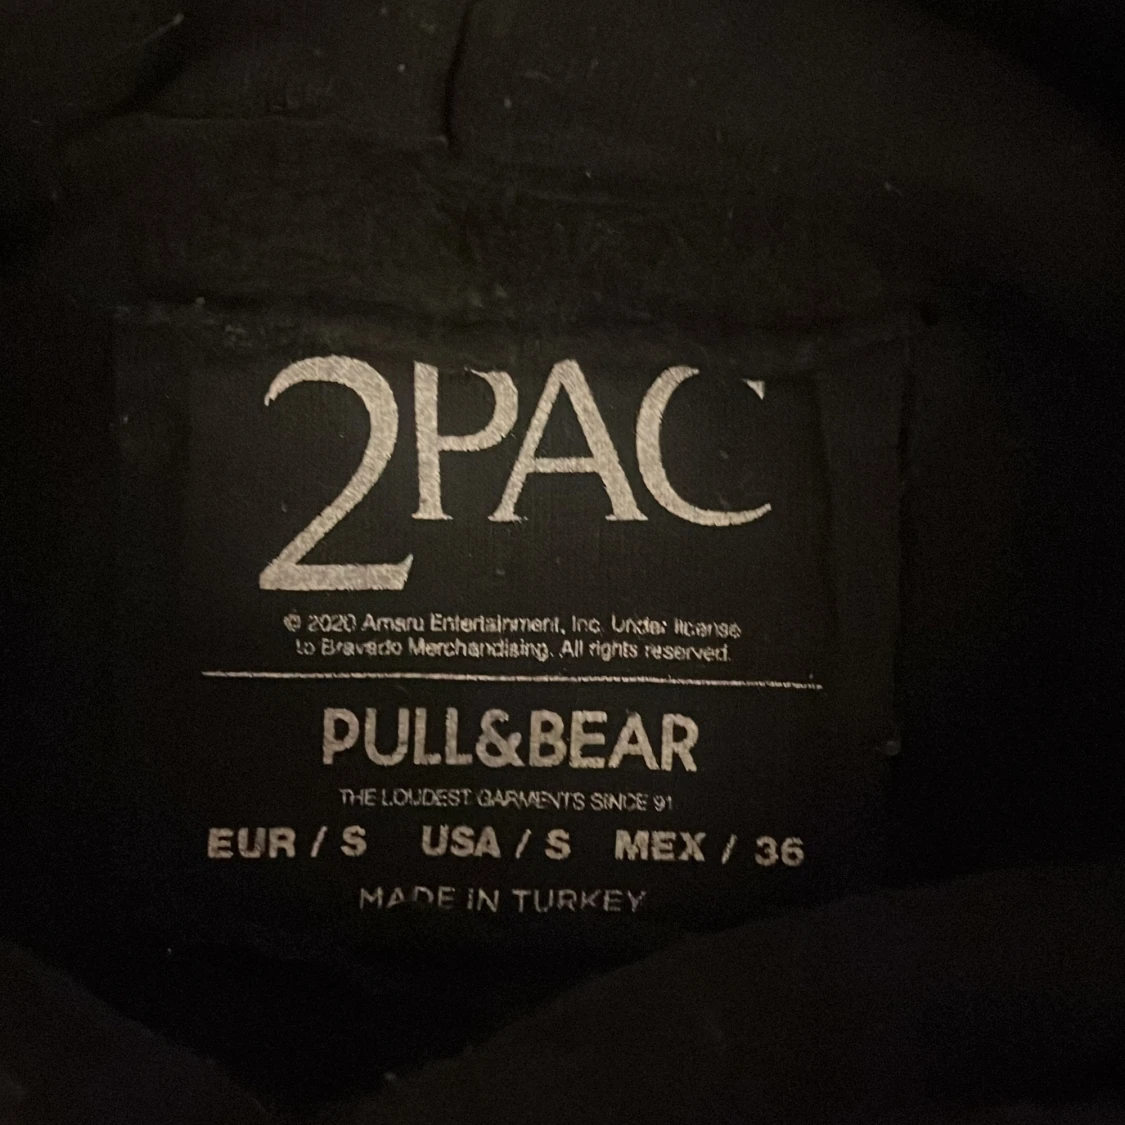 2PAC
© 2020 Amaru Entertainment, Inc. Under license
to Bravado Merchandising. All rights reserved.
PULL&BEAR
THE LOUDEST GARMENTS SINCE 91
EUR / S USA / S MEX / 36
MADE IN TURKEY